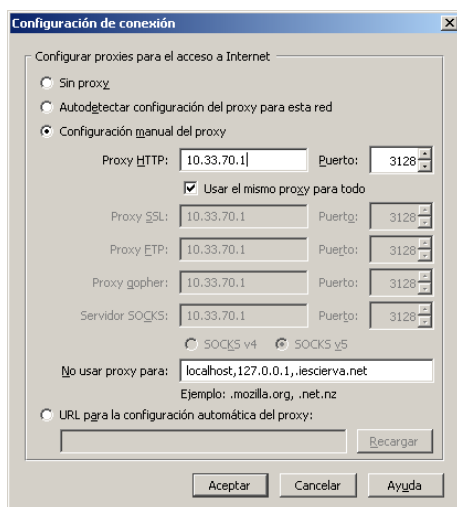 Configuración de conexión
Configurar proxies para el acceso a Internet
Sin proxy
Autodetectar configuración del proxy para esta red
Configuración manual del proxy
Proxy HTTP: 10.33.70.1 Puerto: 3128
Usar el mismo proxy para todo
Proxy SSL: 10.33.70.1 Puerto: 3128
Proxy FTP: 10.33.70.1 Puerto: 3128
Proxy gopher: 10.33.70.1 Puerto: 3128
Servidor SOCKS: 10.33.70.1 Puerto: 3128
SOCKS v4 SOCKS v5
No usar proxy para: localhost,127.0.0.1,.iescierva.net
Ejemplo: .mozilla.org, .net.nz
URL para la configuración automática del proxy:
Recargar
Aceptar Cancelar Ayuda